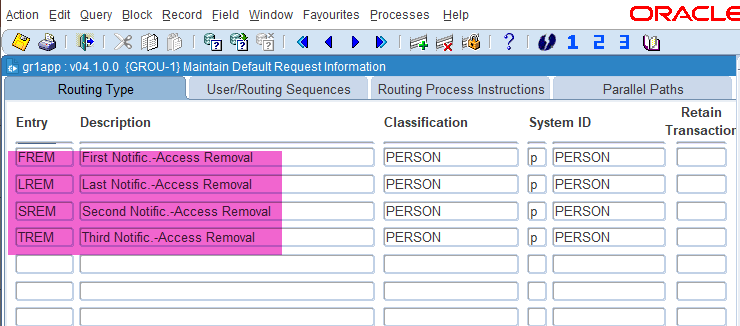 Action Edit Query Block Record Field Window Favourites Processes Help
ORACLE
? 1 2 3
gr1app : v04.1.0.0 {GROU-1} Maintain Default Request Information
Routing Type User/Routing Sequences Routing Process Instructions Parallel Paths
Entry Description Classification System ID Retain Transaction
FREM First Notific.-Access Removal PERSON p PERSON
LREM Last Notific.-Access Removal PERSON p PERSON
SREM Second Notific.-Access Removal PERSON p PERSON
TREM Third Notific.-Access Removal PERSON p PERSON